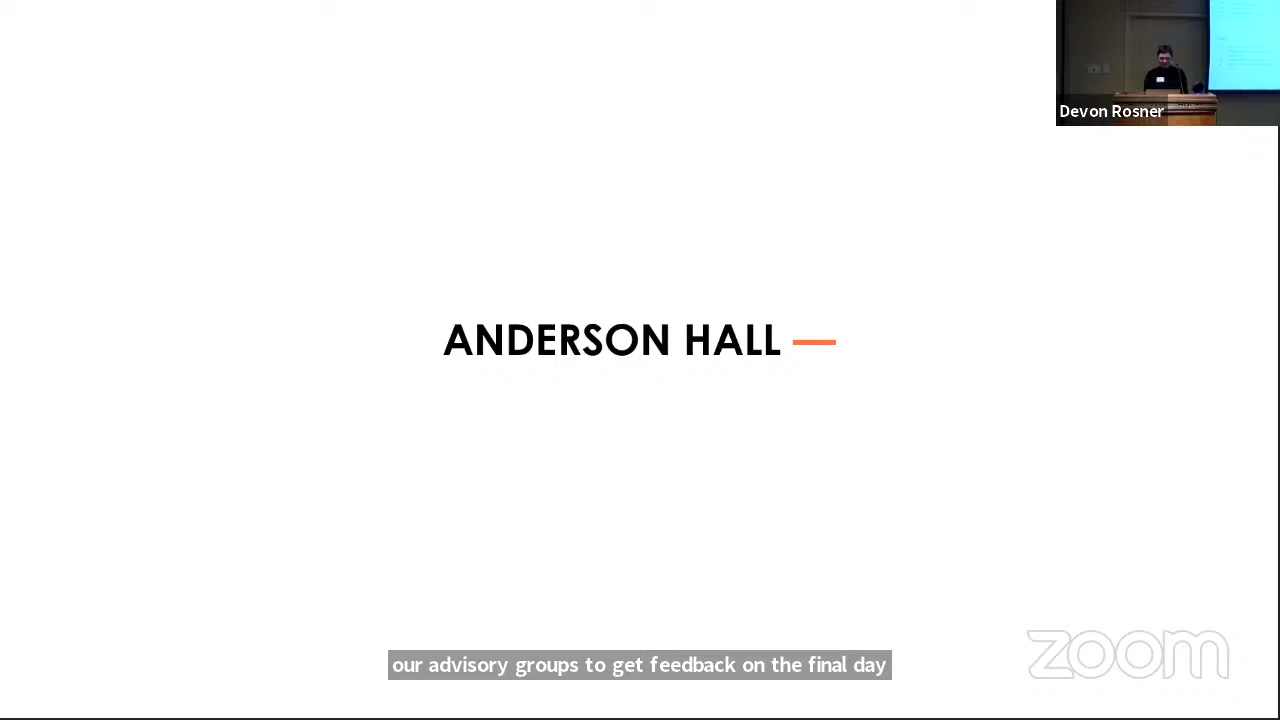 Devon Rosner
ANDERSON HALL —
our advisory groups to get feedback on the final day
zoom